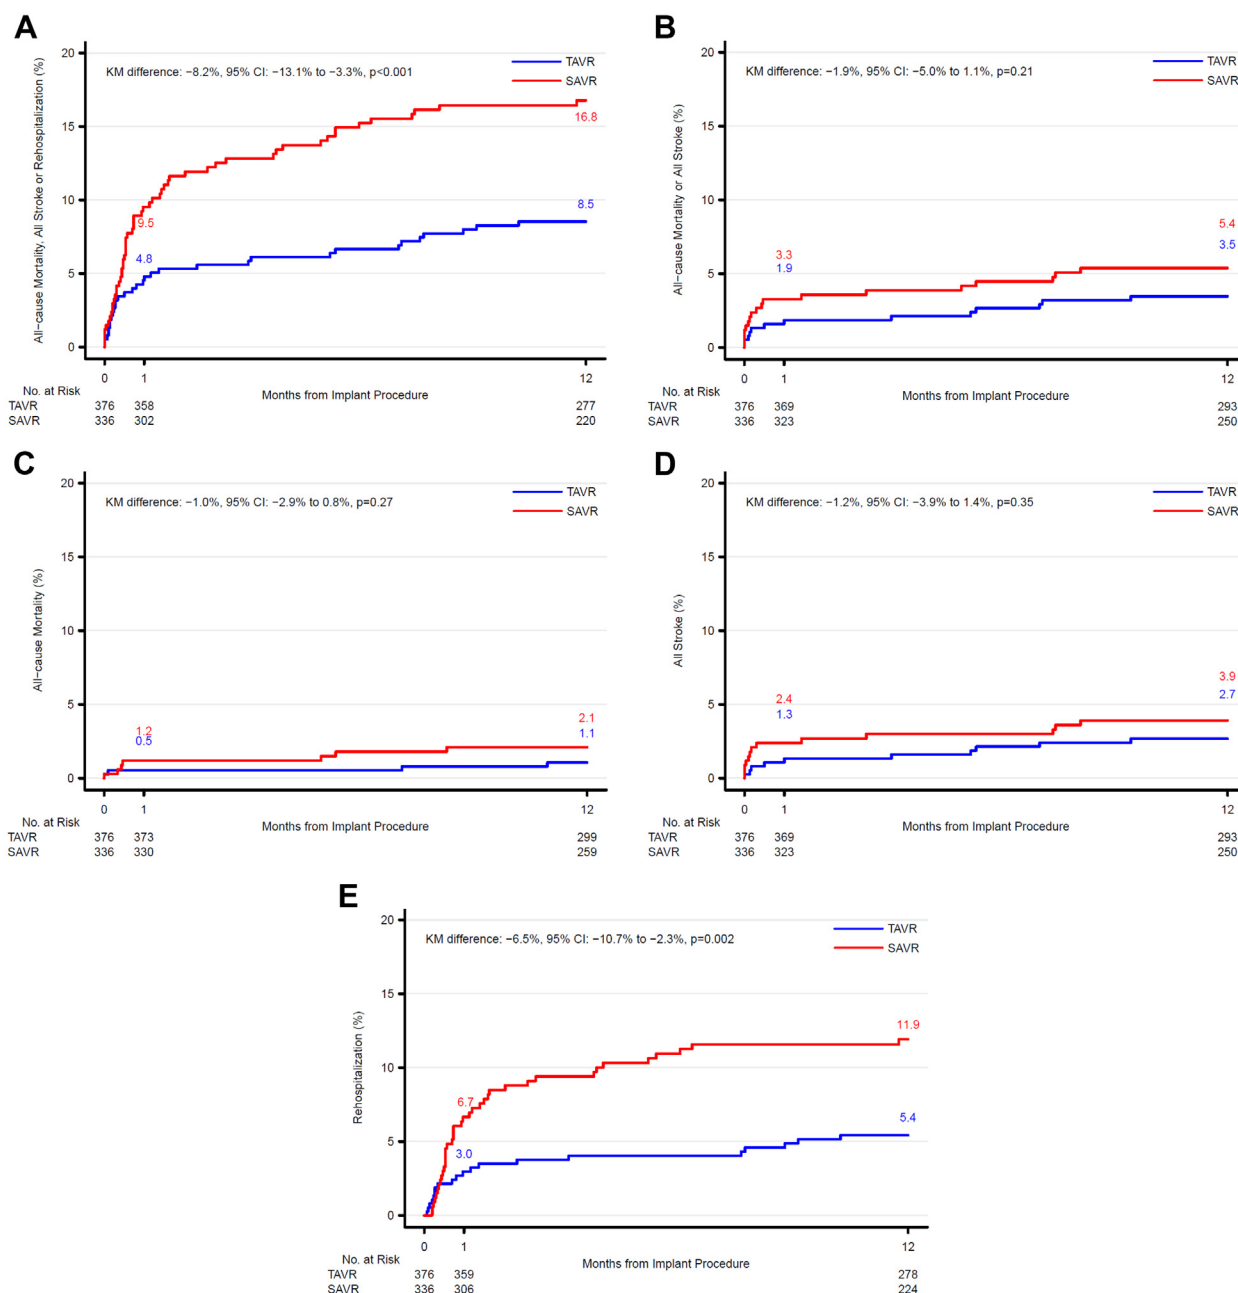 A
All-cause Mortality, All Stroke or Rehospitalization (%)
20
15
10
5
0
KM difference: −8.2%, 95% CI: −13.1% to −3.3%, p<0.001
TAVR
SAVR
16.8
9.5
8.5
4.8
0 1 12
No. at Risk
Months from Implant Procedure
TAVR 376 358 277
SAVR 336 302 220
B
All-cause Mortality or All Stroke (%)
20
15
10
5
0
KM difference: −1.9%, 95% CI: −5.0% to 1.1%, p=0.21
TAVR
SAVR
5.4
3.5
3.3
1.9
0 1 12
No. at Risk
Months from Implant Procedure
TAVR 376 369 293
SAVR 336 323 250
C
All-cause Mortality (%)
20
15
10
5
0
KM difference: −1.0%, 95% CI: −2.9% to 0.8%, p=0.27
TAVR
SAVR
2.1
1.2
1.1
0.5
0 1 12
No. at Risk
Months from Implant Procedure
TAVR 376 373 299
SAVR 336 330 259
D
All Stroke (%)
20
15
10
5
0
KM difference: −1.2%, 95% CI: −3.9% to 1.4%, p=0.35
TAVR
SAVR
3.9
2.7
2.4
1.3
0 1 12
No. at Risk
Months from Implant Procedure
TAVR 376 369 293
SAVR 336 323 250
E
Rehospitalization (%)
20
15
10
5
0
KM difference: −6.5%, 95% CI: −10.7% to −2.3%, p=0.002
TAVR
SAVR
11.9
6.7
5.4
3.0
0 1 12
No. at Risk
Months from Implant Procedure
TAVR 376 359 278
SAVR 336 306 224